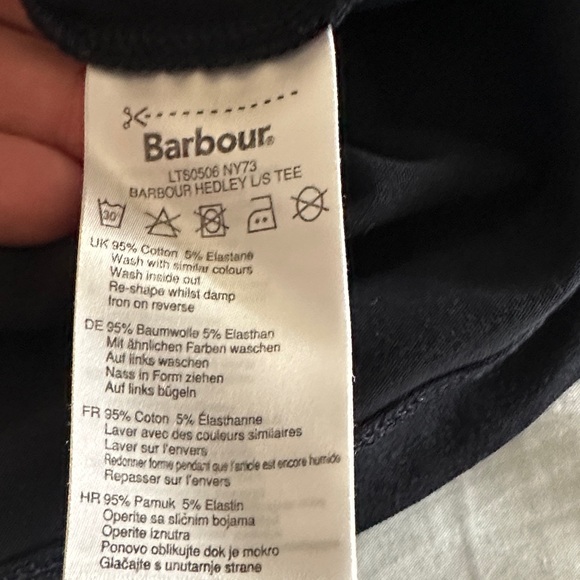 Barbour®
LTS0506 NY73
BARBOUR HEDLEY L/S TEE
30°
UK 95% Cotton 5% Elastane
Wash with similar colours
Wash inside out
Re-shape whilst damp
Iron on reverse
DE 95% Baumwolle 5% Elasthan
Mit ähnlichen Farben waschen
Auf links waschen
Nass in Form ziehen
Auf links bügeln
FR 95% Coton 5% Élasthanne
Laver avec des couleurs similaires
Laver sur l'envers
Redonner forme pendant que l'article est encore humide
Repasser sur l'envers
HR 95% Pamuk 5% Elastin
Operite sa sličnim bojama
Operite iznutra
Ponovo oblikujte dok je mokro
Glačajte s unutarnje strane